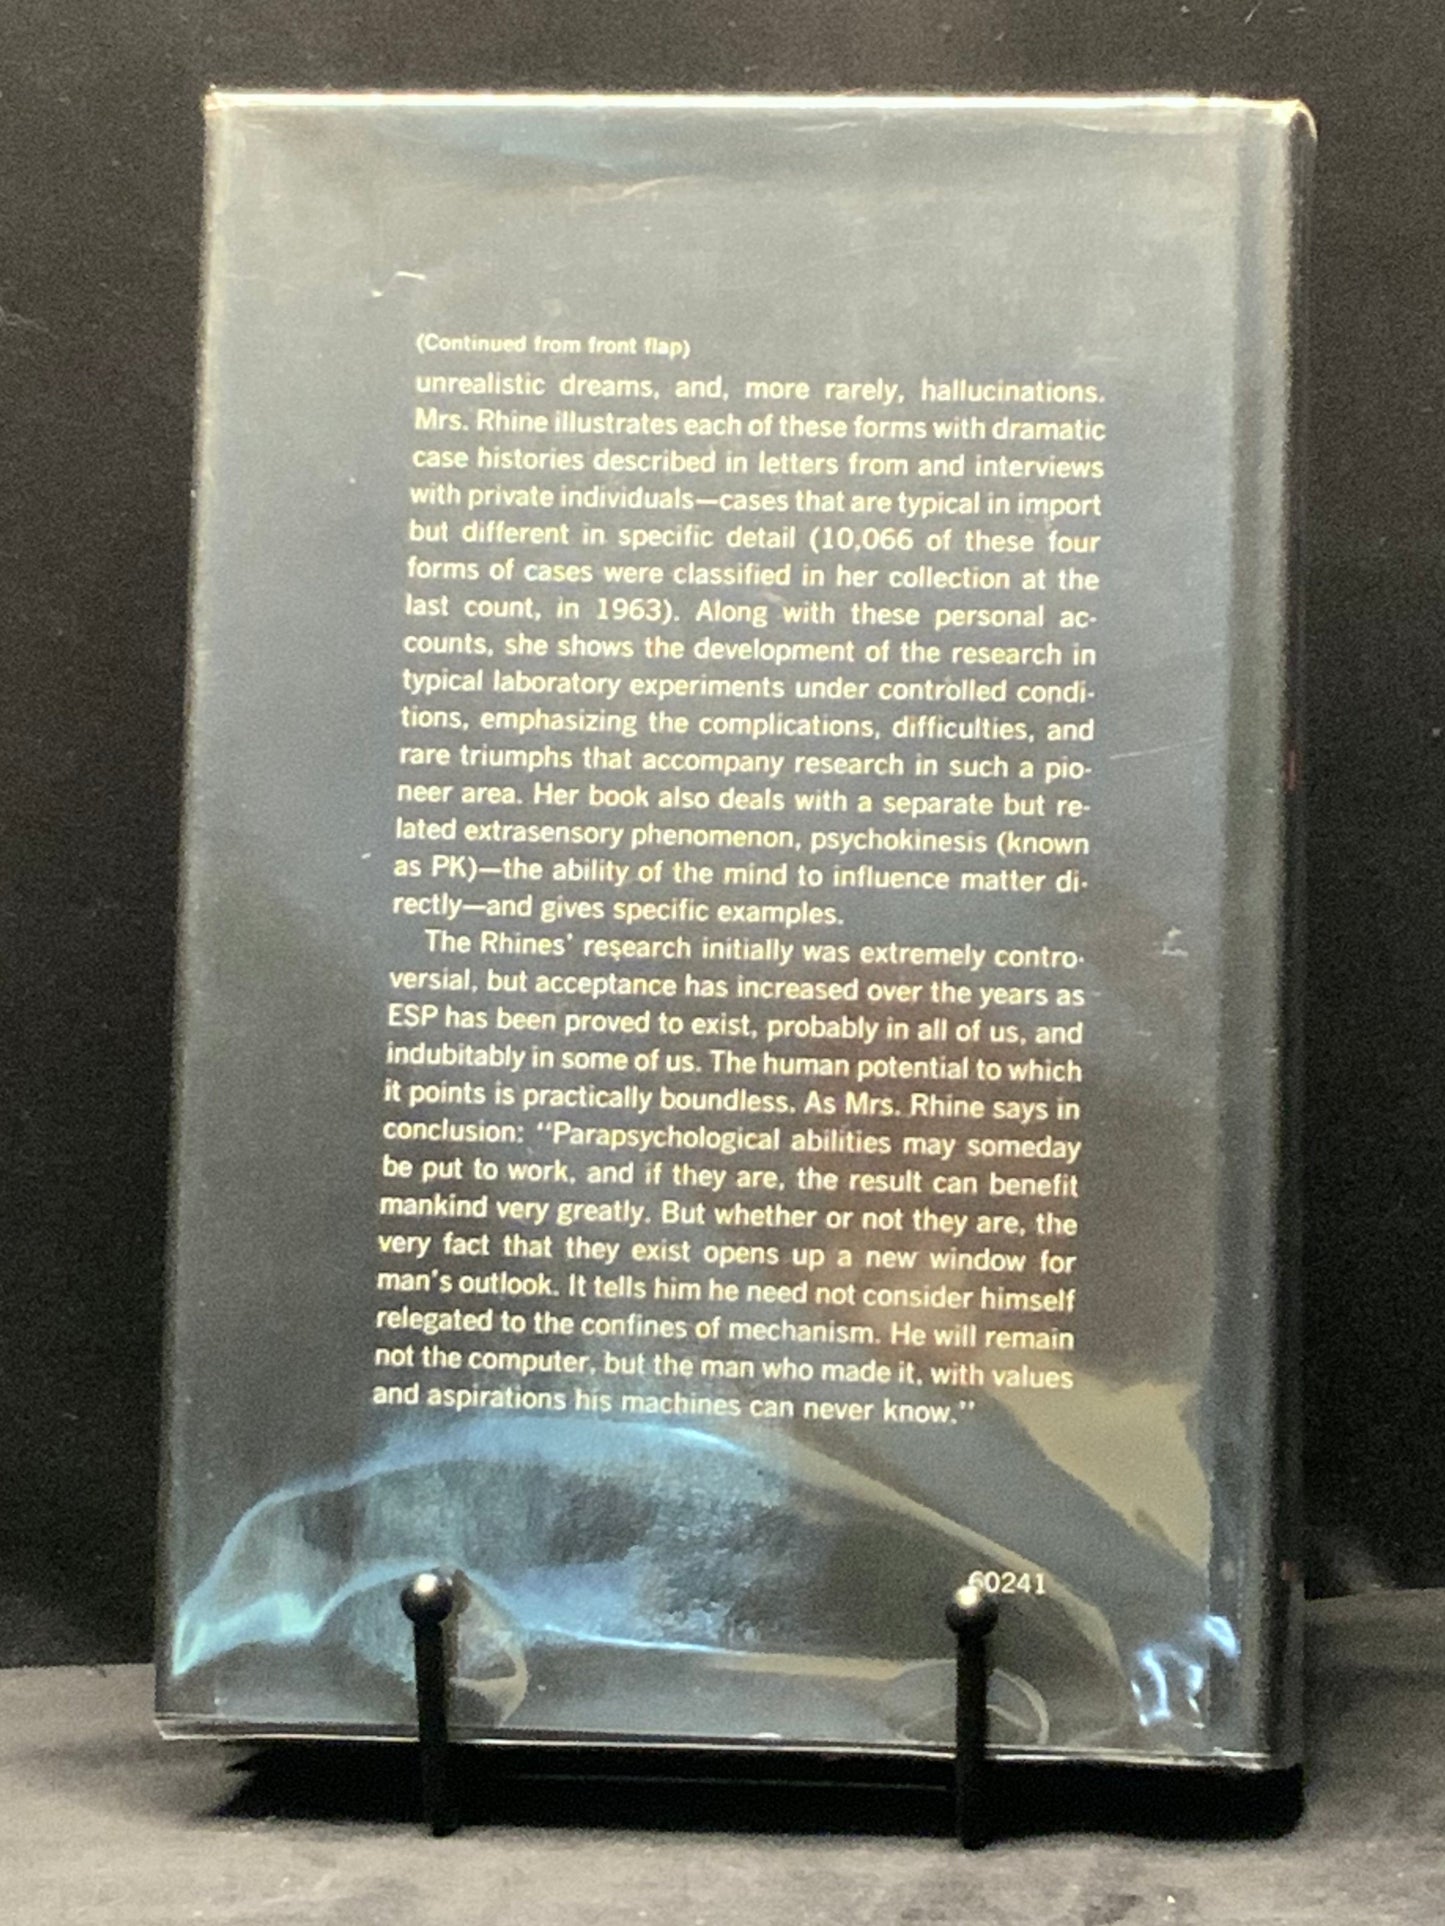 (Continued from front flap)
unrealistic dreams, and, more rarely, hallucinations.
Mrs. Rhine illustrates each of these forms with dramatic
case histories described in letters from and interviews
with private individuals—cases that are typical in import
but different in specific detail (10,066 of these four
forms of cases were classified in her collection at the
last count, in 1963). Along with these personal ac-
counts, she shows the development of the research in
typical laboratory experiments under controlled condi-
tions, emphasizing the complications, difficulties, and
rare triumphs that accompany research in such a pio-
neer area. Her book also deals with a separate but re-
lated extrasensory phenomenon, psychokinesis (known
as PK)—the ability of the mind to influence matter di-
rectly—and gives specific examples.
The Rhines' research initially was extremely contro-
versial, but acceptance has increased over the years as
ESP has been proved to exist, probably in all of us, and
indubitably in some of us. The human potential to which
it points is practically boundless. As Mrs. Rhine says in
conclusion: "Parapsychological abilities may someday
be put to work, and if they are, the result can benefit
mankind very greatly. But whether or not they are, the
very fact that they exist opens up a new window for
man's outlook. It tells him he need not consider himself
relegated to the confines of mechanism. He will remain
not the computer, but the man who made it, with values
and aspirations his machines can never know."
60241